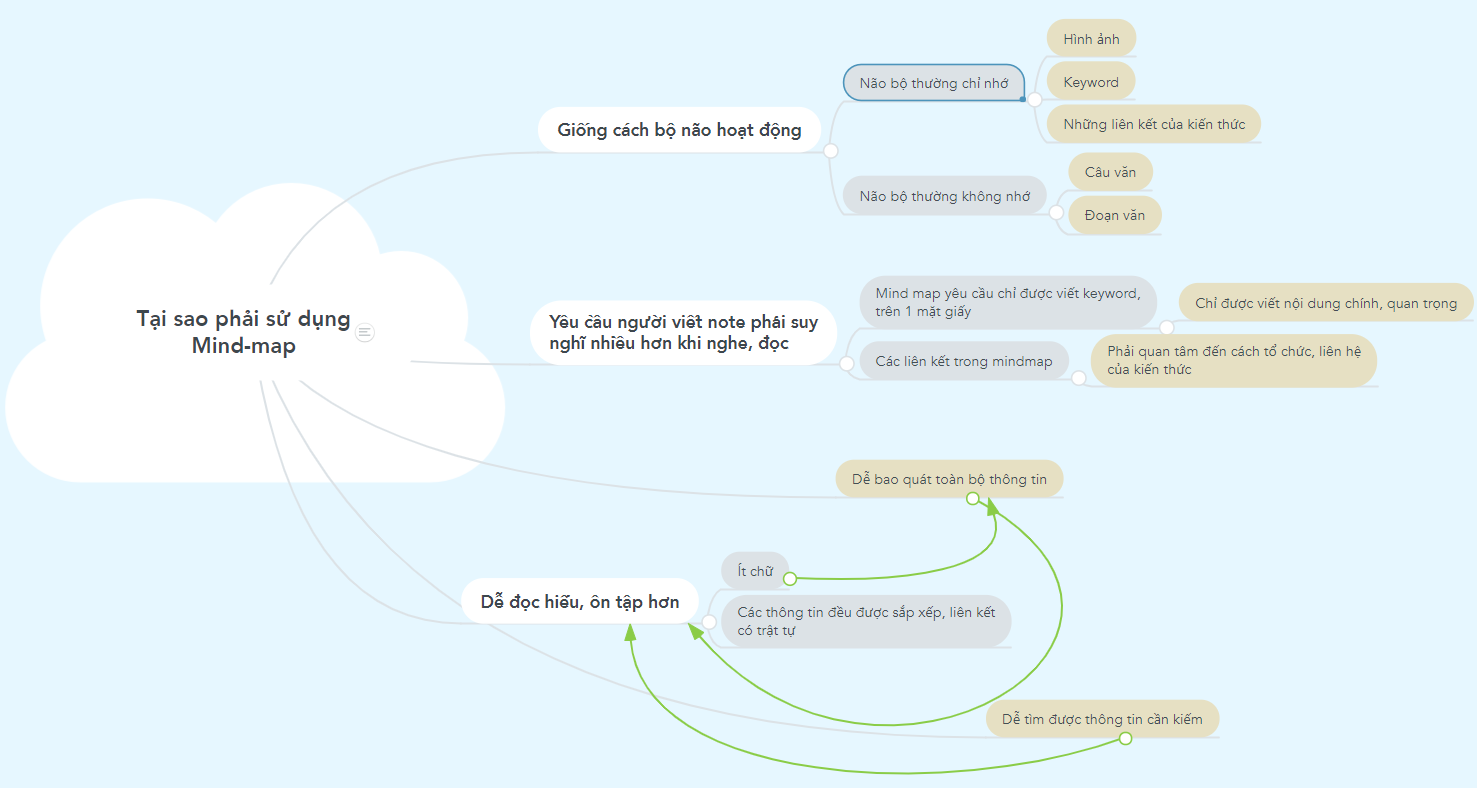 Tại sao phải sử dụng
Mind-map
Giống cách bộ não hoạt động
Não bộ thường chỉ nhớ
Hình ảnh
Keyword
Những liên kết của kiến thức
Não bộ thường không nhớ
Câu văn
Đoạn văn
Yêu cầu người viết note phải suy
nghĩ nhiều hơn khi nghe, đọc
Mind map yêu cầu chỉ được viết keyword,
trên 1 mặt giấy
Chỉ được viết nội dung chính, quan trọng
Các liên kết trong mindmap
Phải quan tâm đến cách tổ chức, liên hệ
của kiến thức
Dễ bao quát toàn bộ thông tin
Dễ đọc hiểu, ôn tập hơn
Ít chữ
Các thông tin đều được sắp xếp, liên kết
có trật tự
Dễ tìm được thông tin cần kiếm